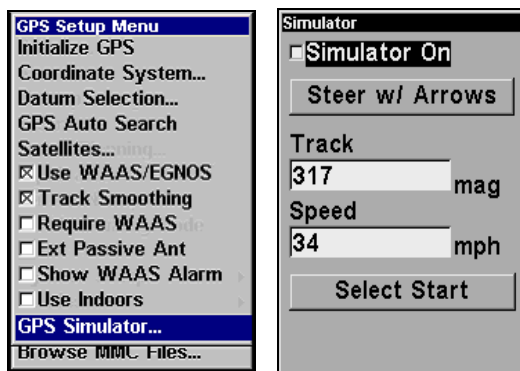 GPS Setup Menu
Initialize GPS
Coordinate System...
Datum Selection...
GPS Auto Search
Satellites...
Use WAAS/EGNOS
Track Smoothing
Require WAAS
Ext Passive Ant
Show WAAS Alarm
Use Indoors
GPS Simulator...
Browse MMC Files...
Simulator
Simulator On
Steer w/ Arrows
Track
317 mag
Speed
34 mph
Select Start